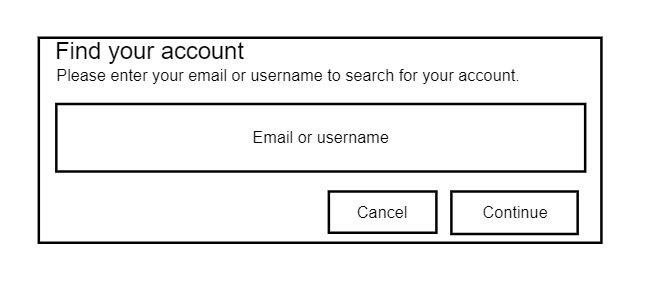 Find your account
Please enter your email or username to search for your account.
Email or username
Cancel
Continue